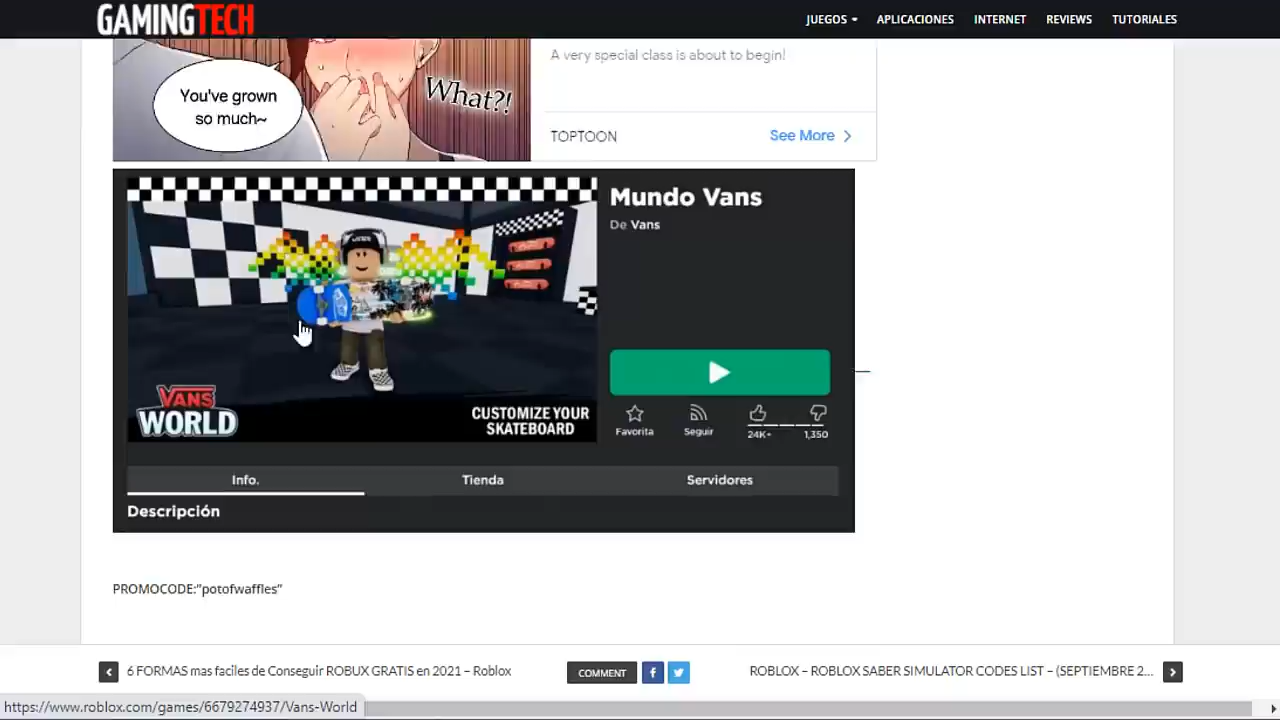 GAMINGTECH
JUEGOS APLICACIONES INTERNET REVIEWS TUTORIALES
You've grown
so much~
What?!
A very special class is about to begin!
TOPTOON
See More
VANS
WORLD
CUSTOMIZE YOUR
SKATEBOARD
Mundo Vans
De Vans
Favorita
Seguir
24K+
1,350
Info.
Tienda
Servidores
Descripción
PROMOCODE:"potofwaffles"
6 FORMAS mas faciles de Conseguir ROBUX GRATIS en 2021 – Roblox
COMMENT
ROBLOX – ROBLOX SABER SIMULATOR CODES LIST – (SEPTIEMBRE 2...
https://www.roblox.com/games/6679274937/Vans-World